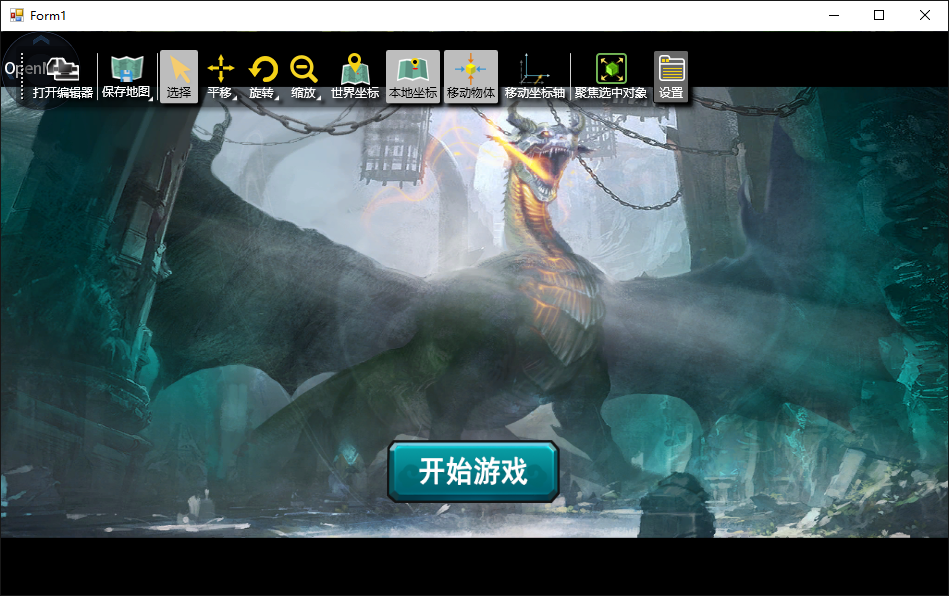 Form1
打开编辑器
保存地图
选择
平移
旋转
缩放
世界坐标
本地坐标
移动物体
移动坐标轴
聚焦选中对象
设置
开始游戏